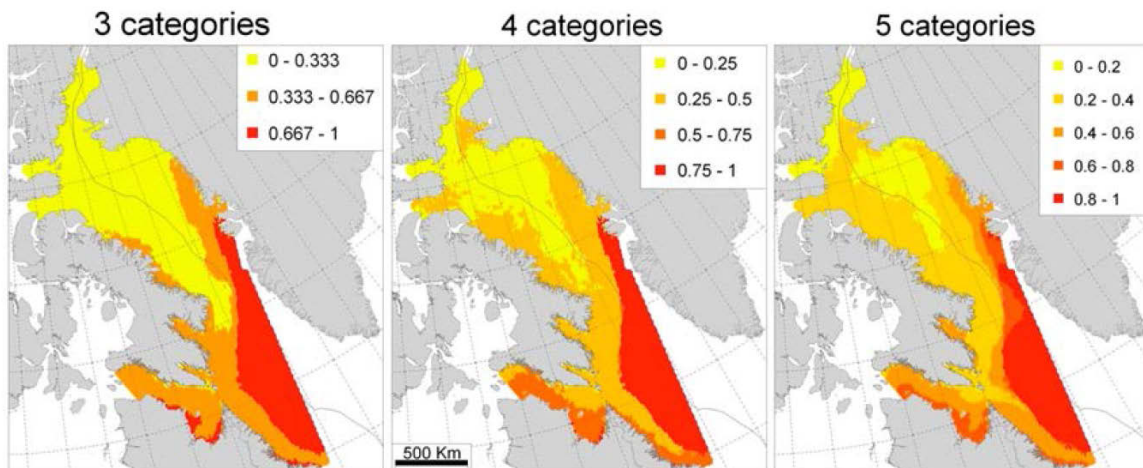 3 categories
0 - 0.333
0.333 - 0.667
0.667 - 1
4 categories
0 - 0.25
0.25 - 0.5
0.5 - 0.75
0.75 - 1
500 Km
5 categories
0 - 0.2
0.2 - 0.4
0.4 - 0.6
0.6 - 0.8
0.8 - 1